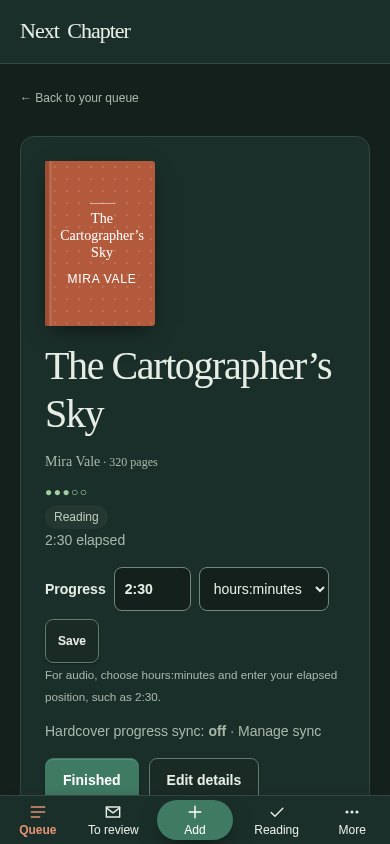 Next Chapter
← Back to your queue
The
Cartographer’s
Sky
MIRA VALE
The Cartographer’s
Sky
Mira Vale · 320 pages
Reading
2:30 elapsed
Progress 2:30 hours:minutes
Save
For audio, choose hours:minutes and enter your elapsed
position, such as 2:30.
Hardcover progress sync: off · Manage sync
Finished Edit details
Queue To review Add Reading More